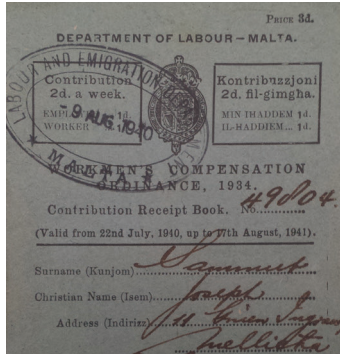 PRICE 3d.
DEPARTMENT OF LABOUR – MALTA.
LABOUR AND EMIGRATION
Contribution
2d. a week.
EMPLOYER 1d.
WORKER ... 1d.
- 9 AUG. 1940
MALTA
Kontribuzzjoni
2d. fil-gimgha.
MIN IHADDEM 1d.
IL-HADDIEM... 1d.
WORKMEN'S COMPENSATION
ORDINANCE, 1934.
Contribution Receipt Book. No. 49804.
(Valid from 22nd July, 1940, up to 17th August, 1941).
Surname (Kunjom) Sammut
Christian Name (Isem) Joseph
Address (Indirizz) 11
Mellieha